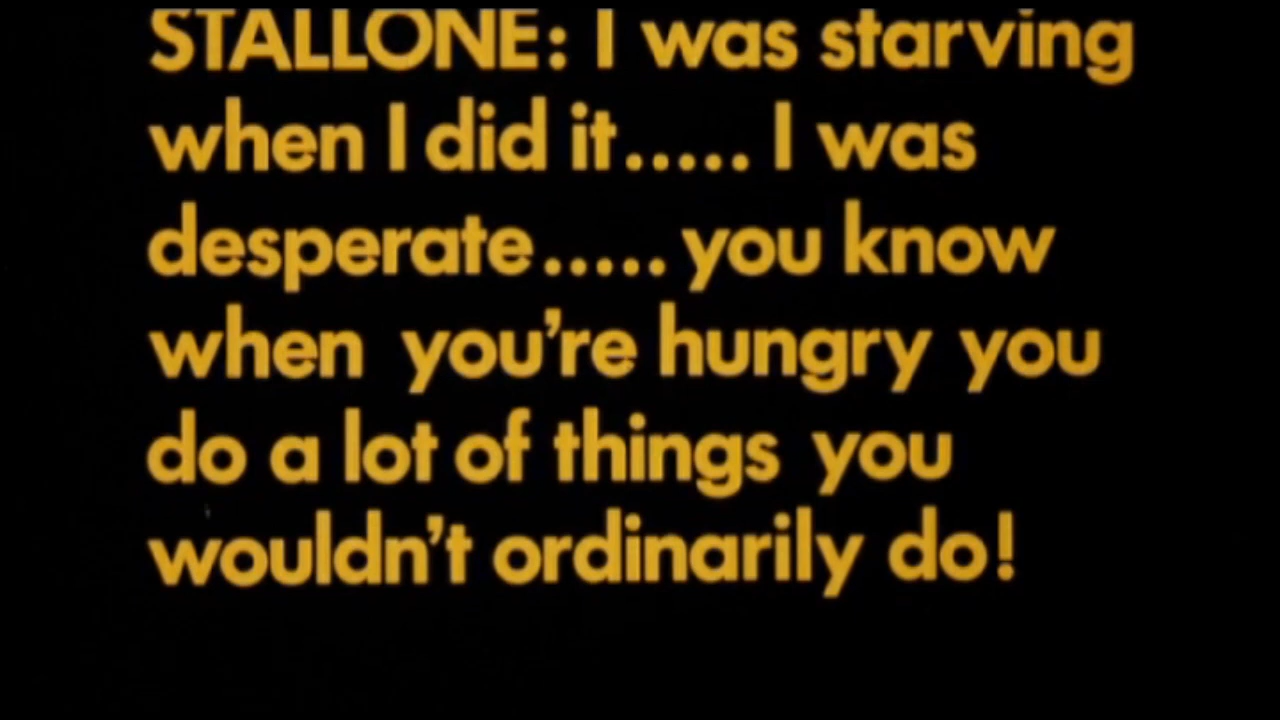 STALLONE: I was starving
when I did it..... I was
desperate..... you know
when you're hungry you
do a lot of things you
wouldn't ordinarily do!